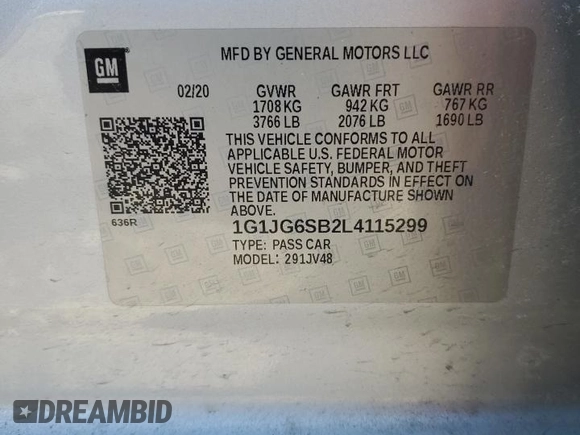 GM
MFD BY GENERAL MOTORS LLC
02/20 GVWR GAWR FRT GAWR RR
1708 KG 942 KG 767 KG
3766 LB 2076 LB 1690 LB
THIS VEHICLE CONFORMS TO ALL
APPLICABLE U.S. FEDERAL MOTOR
VEHICLE SAFETY, BUMPER, AND THEFT
PREVENTION STANDARDS IN EFFECT ON
THE DATE OF MANUFACTURE SHOWN
ABOVE.
636R
1G1JG6SB2L4115299
TYPE: PASS CAR
MODEL: 291JV48
DREAMBID